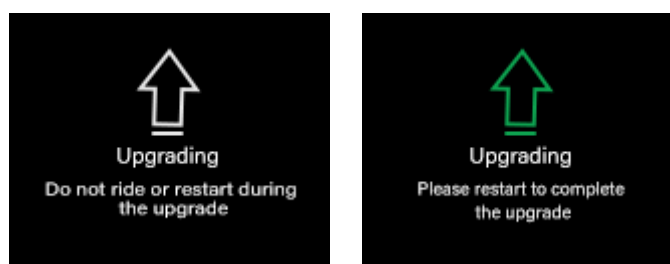 Upgrading
Do not ride or restart during
the upgrade
Upgrading
Please restart to complete
the upgrade